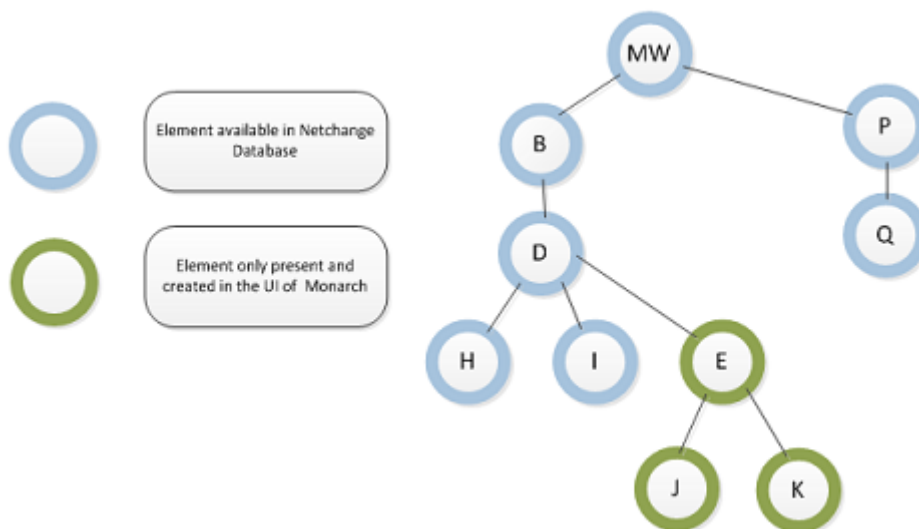 MW
Element available in Netchange
Database
B
P
Element only present and
created in the UI of Monarch
D
Q
H
I
E
J
K